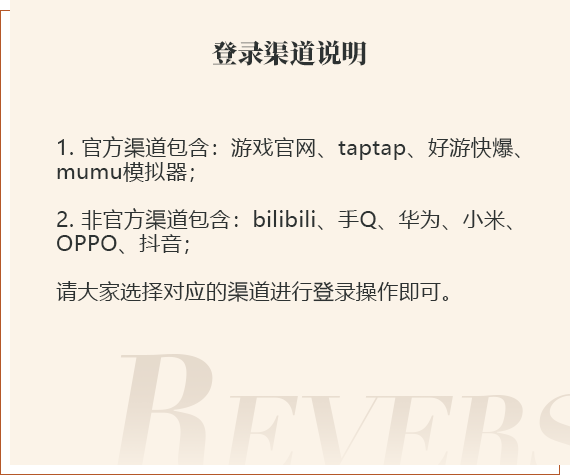 登录渠道说明
1. 官方渠道包含：游戏官网、taptap、好游快爆、
mumu模拟器；
2. 非官方渠道包含：bilibili、手Q、华为、小米、
OPPO、抖音；
请大家选择对应的渠道进行登录操作即可。
REVERS